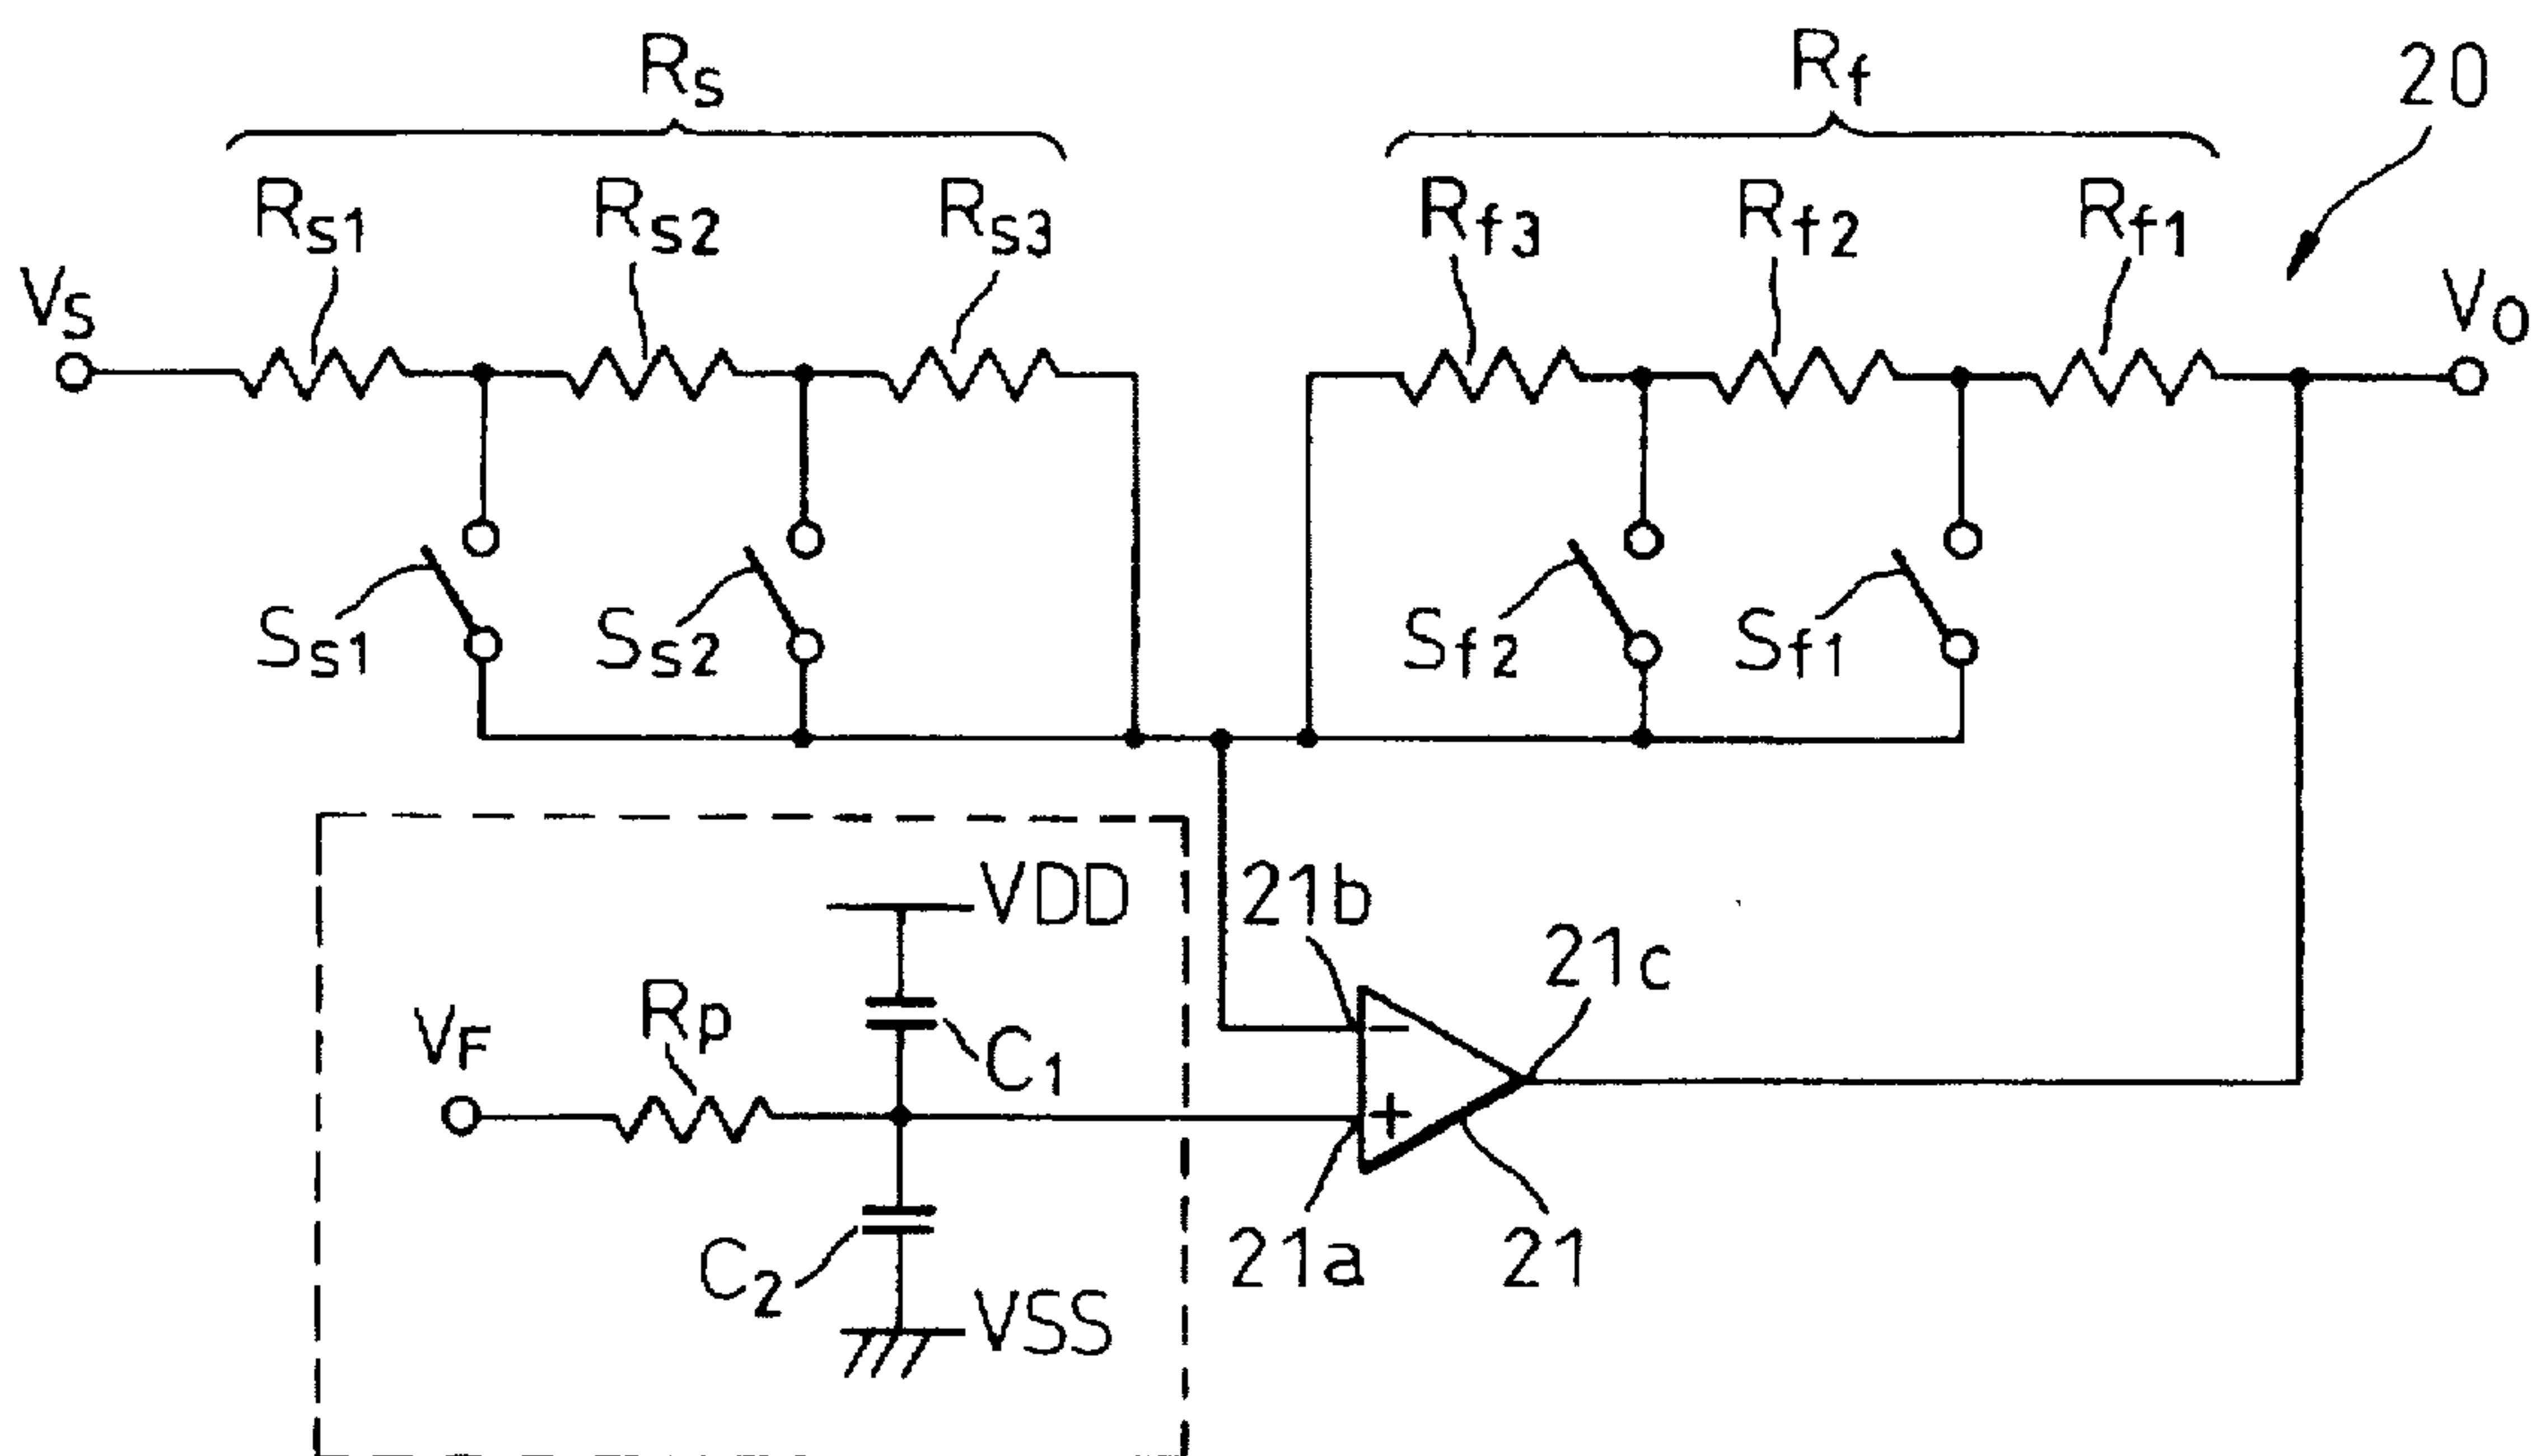 Rs
Rf
20
Rs1
Rs2
Rs3
Rf3
Rf2
Rf1
VS
VO
Ss1
Ss2
Sf2
Sf1
VDD
21b
21c
VF
Rp
C1
−
+
C2
VSS
21a
21